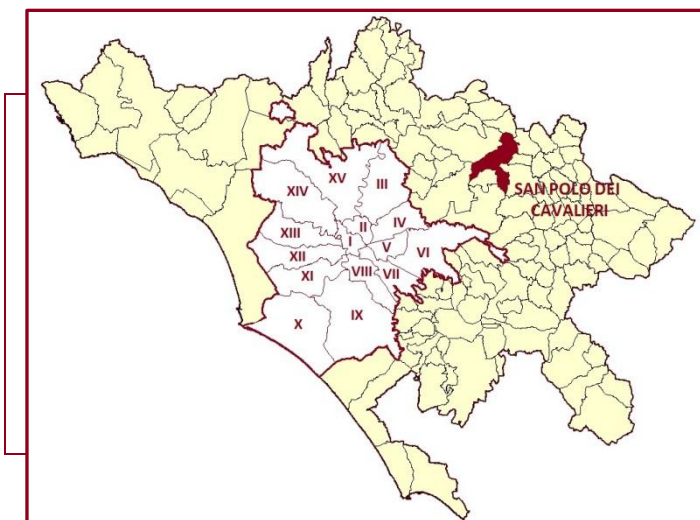 XV
III
XIV
SAN POLO DEI
CAVALIERI
II
IV
XIII
I
V
VI
XII
XI
VIII
VII
X
IX